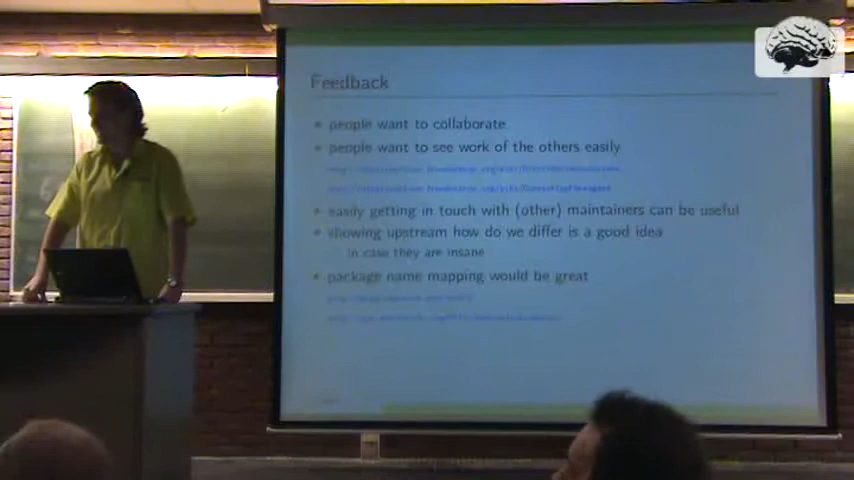 Feedback
people want to collaborate
people want to see work of the others easily
easily getting in touch with (other) maintainers can be useful
showing upstream how do we differ is a good idea
in case they are insane
package name mapping would be great